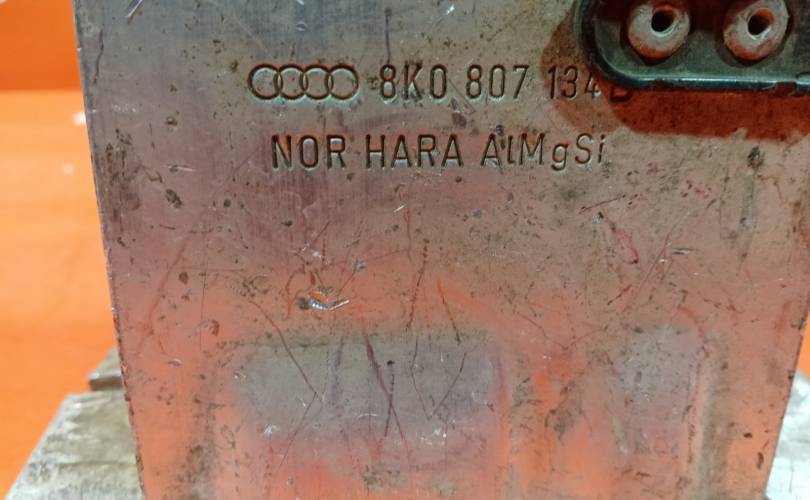 8K0 807 134 B
NOR HARA AlMgSi